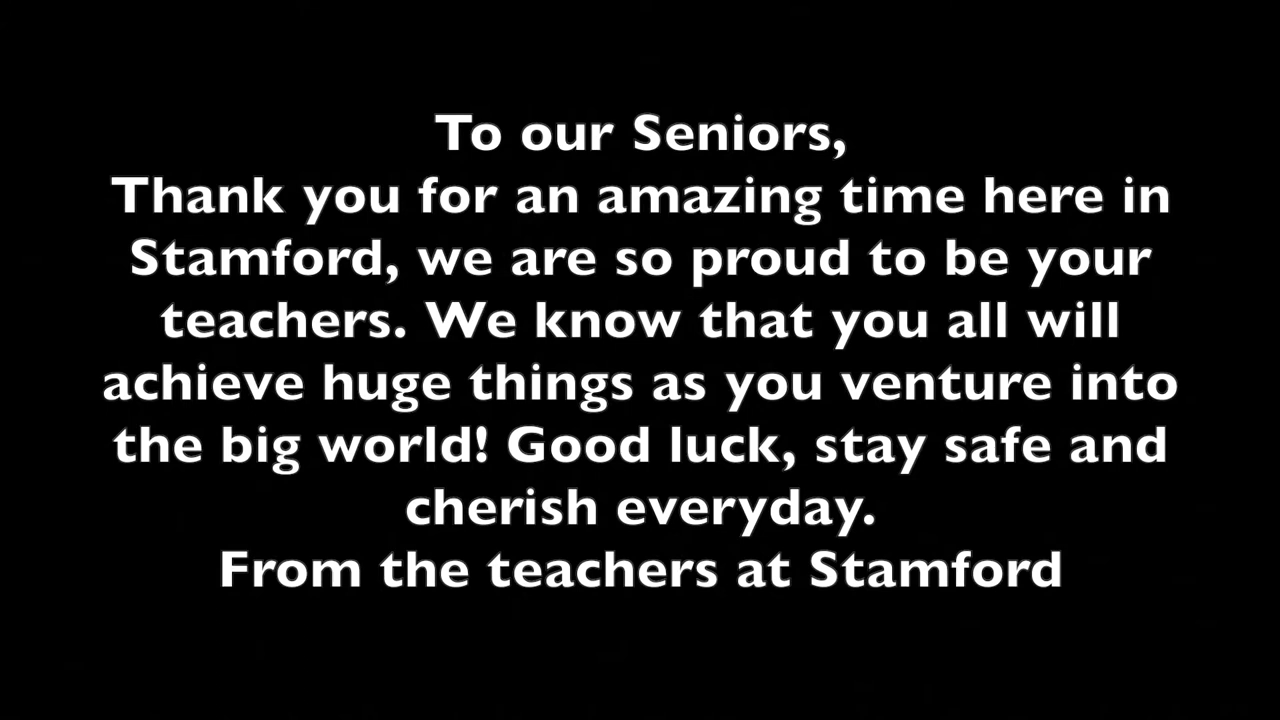 To our Seniors,
Thank you for an amazing time here in
Stamford, we are so proud to be your
teachers. We know that you all will
achieve huge things as you venture into
the big world! Good luck, stay safe and
cherish everyday.
From the teachers at Stamford